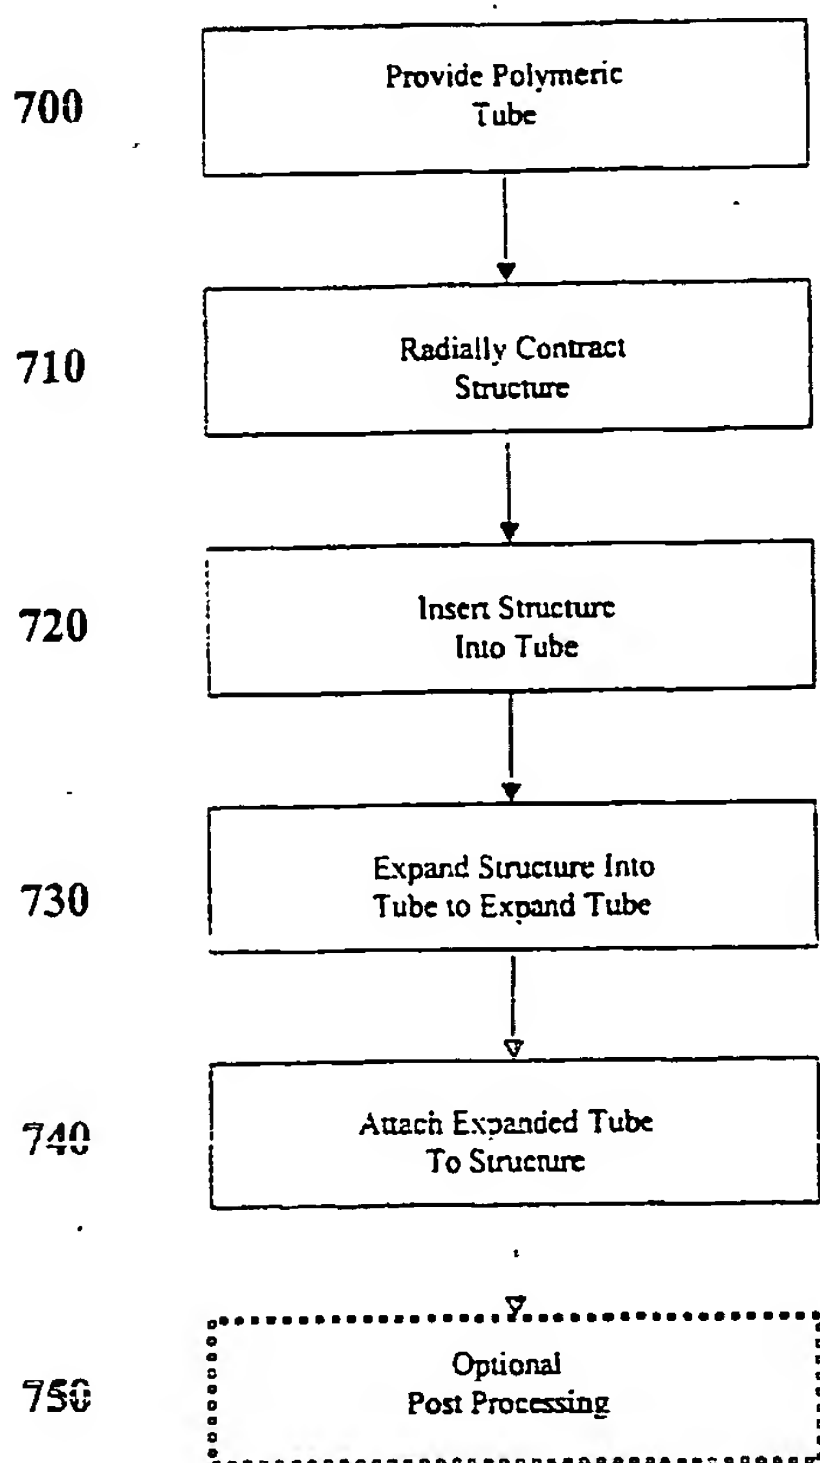 700
Provide Polymeric
Tube
710
Radially Contract
Structure
720
Insert Structure
Into Tube
730
Expand Structure Into
Tube to Expand Tube
740
Attach Expanded Tube
To Structure
750
Optional
Post Processing